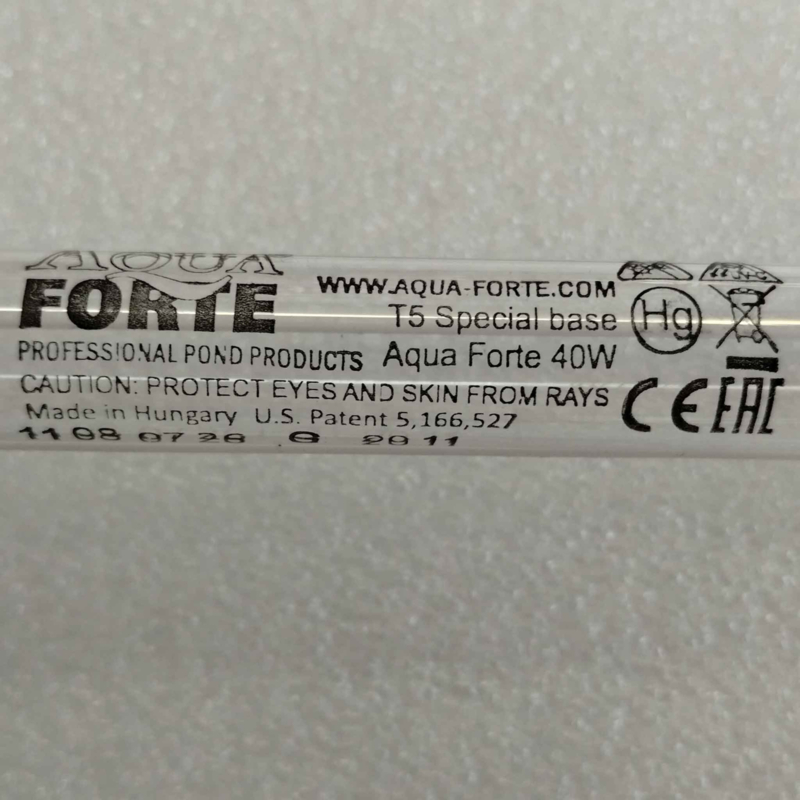 AQUA
FORTE
PROFESSIONAL POND PRODUCTS
WWW.AQUA-FORTE.COM
T5 Special base
Aqua Forte 40W
CAUTION: PROTECT EYES AND SKIN FROM RAYS
Made in Hungary U.S. Patent 5,166,527
Hg
CE EAC